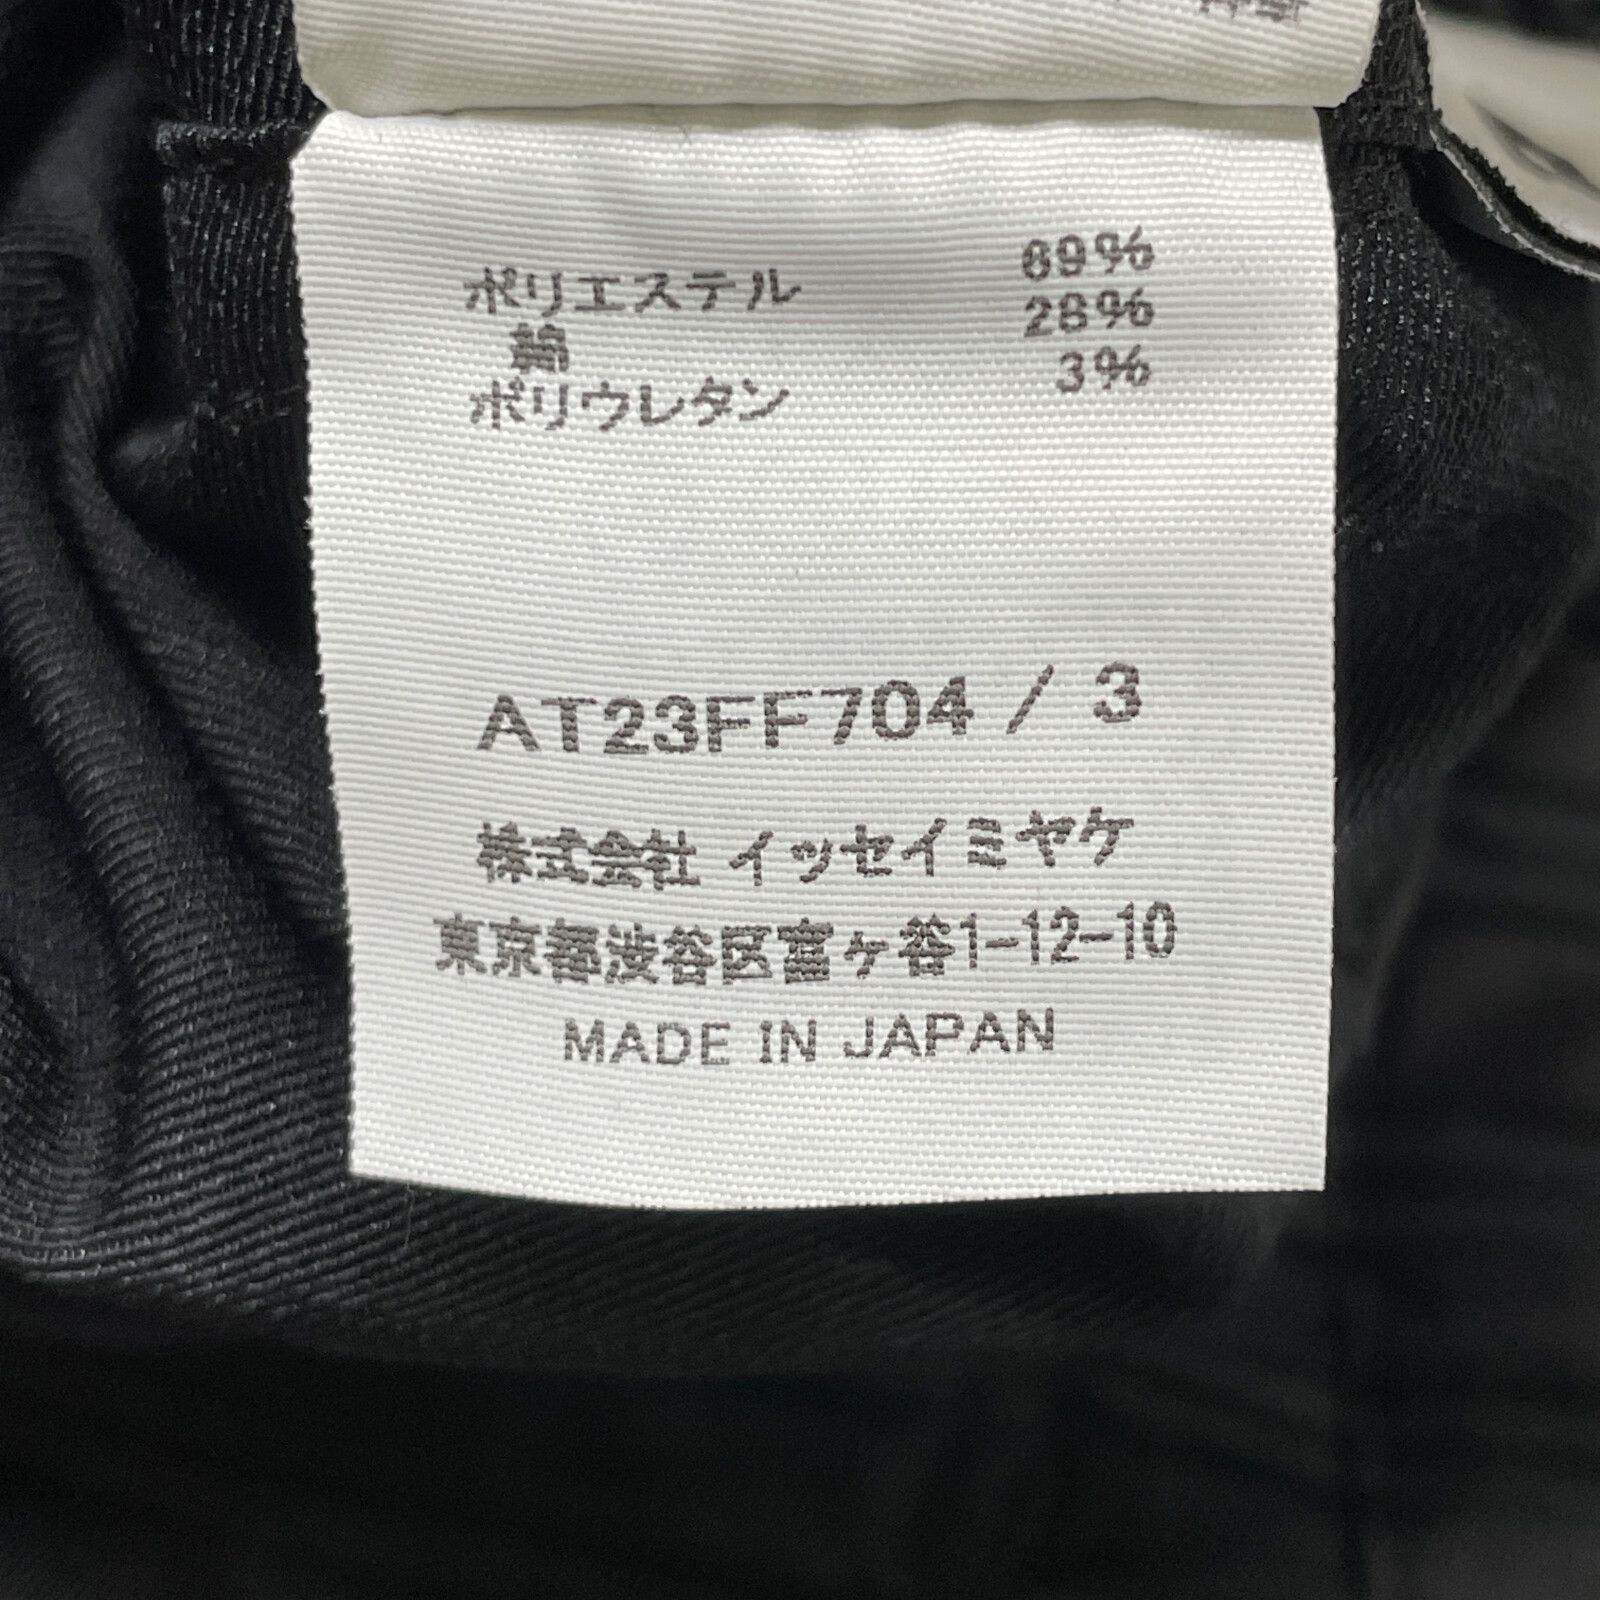 ポリエステル 69%
綿 28%
ポリウレタン 3%
AT23FF704 / 3
株式会社 イッセイミヤケ
東京都渋谷区富ヶ谷1-12-10
MADE IN JAPAN